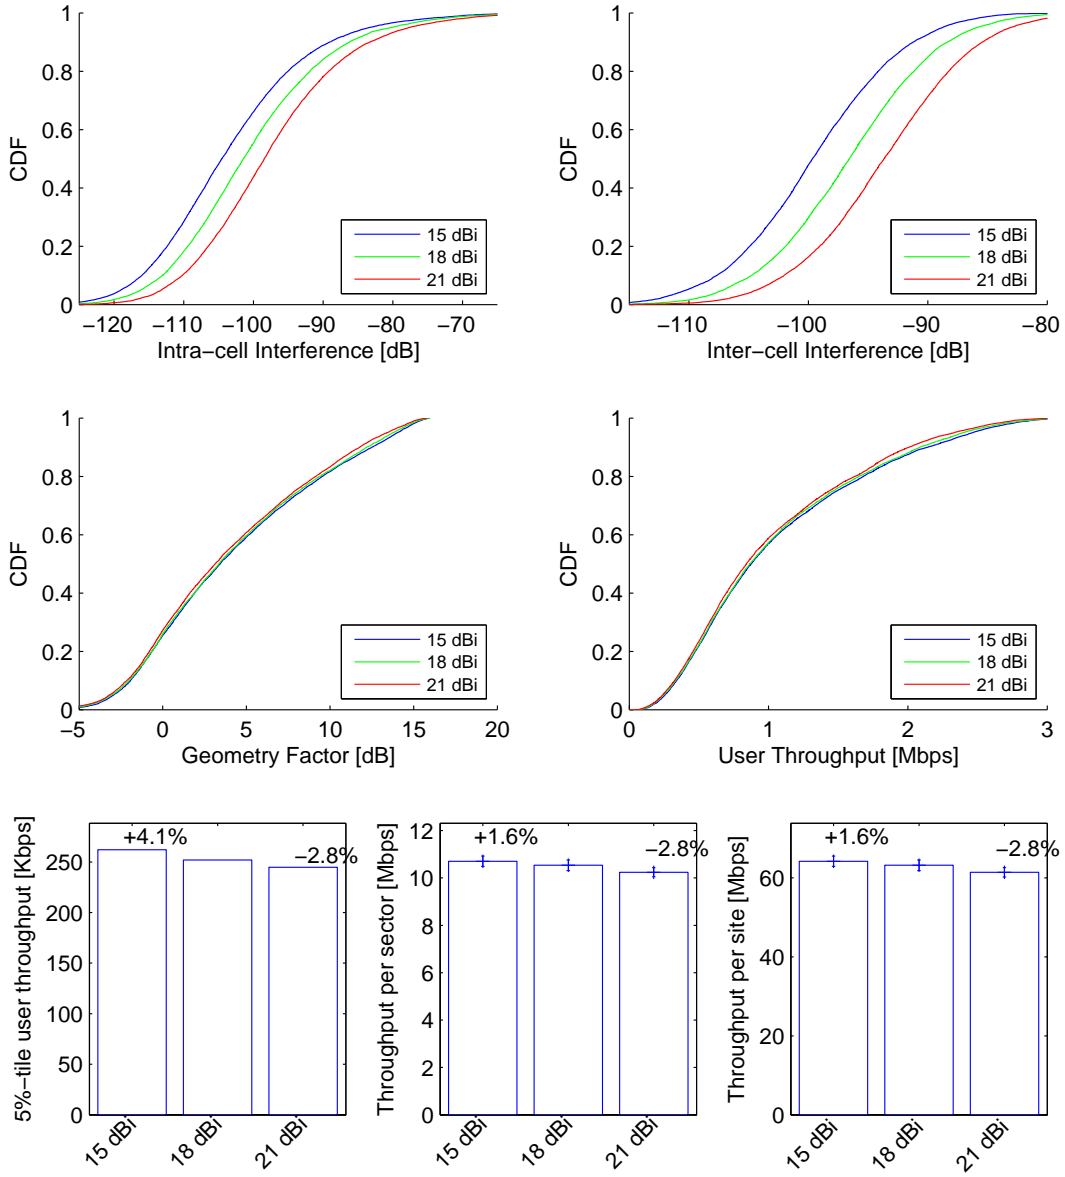 1
0.8
0.6
0.4
0.2
0
CDF
−120 −110 −100 −90 −80 −70
Intra−cell Interference [dB]
15 dBi
18 dBi
21 dBi
1
0.8
0.6
0.4
0.2
0
CDF
−110 −100 −90 −80
Inter−cell Interference [dB]
15 dBi
18 dBi
21 dBi
1
0.8
0.6
0.4
0.2
0
CDF
−5 0 5 10 15 20
Geometry Factor [dB]
15 dBi
18 dBi
21 dBi
1
0.8
0.6
0.4
0.2
0
CDF
0 1 2 3
User Throughput [Mbps]
15 dBi
18 dBi
21 dBi
5%−tile user throughput [Kbps]
250
200
150
100
50
0
+4.1%
−2.8%
15 dBi
18 dBi
21 dBi
Throughput per sector [Mbps]
12
10
8
6
4
2
0
+1.6%
−2.8%
15 dBi
18 dBi
21 dBi
Throughput per site [Mbps]
60
40
20
0
+1.6%
−2.8%
15 dBi
18 dBi
21 dBi